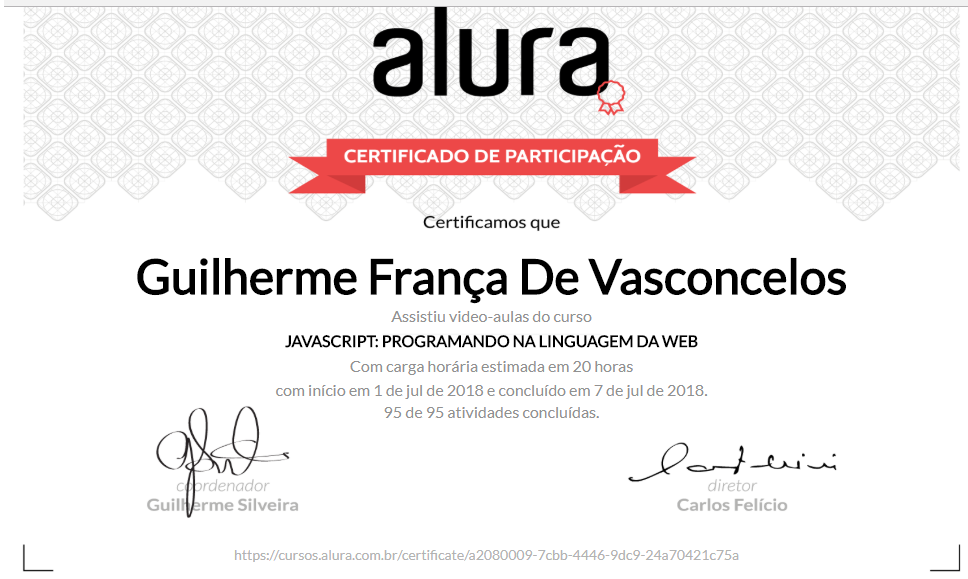 alura
CERTIFICADO DE PARTICIPAÇÃO
Certificamos que
Guilherme França De Vasconcelos
Assistiu video-aulas do curso
JAVASCRIPT: PROGRAMANDO NA LINGUAGEM DA WEB
Com carga horária estimada em 20 horas
com início em 1 de jul de 2018 e concluído em 7 de jul de 2018.
95 de 95 atividades concluídas.
coordenador
Guilherme Silveira
diretor
Carlos Felício
https://cursos.alura.com.br/certificate/a2080009-7cbb-4446-9dc9-24a70421c75a